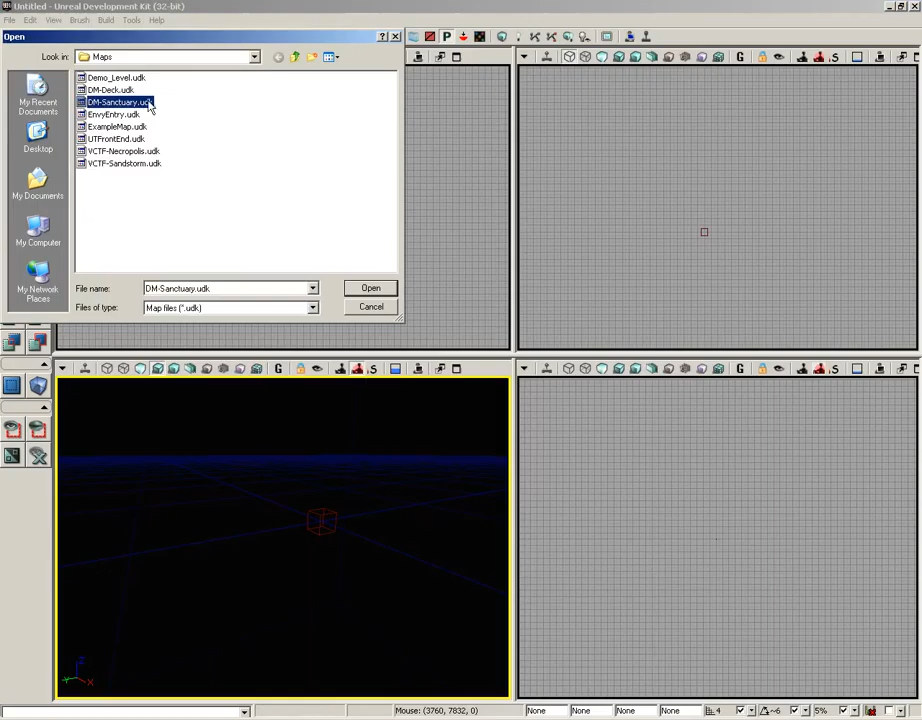 Untitled - Unreal Development Kit (32-bit)
File Edit View Brush Build Tools Help
P
Open
Look in: Maps
My Recent
Documents
Desktop
My Documents
My Computer
My Network
Places
Demo_Level.udk
DM-Deck.udk
DM-Sanctuary.udk
EnvyEntry.udk
ExampleMap.udk
UTFrontEnd.udk
VCTF-Necropolis.udk
VCTF-Sandstorm.udk
File name: DM-Sanctuary.udk Open
Files of type: Map files (*.udk) Cancel
G
S
G
S
G
S
Z
Y
X
Mouse: (3760, 7832, 0) None None None None 4 ~6 5%